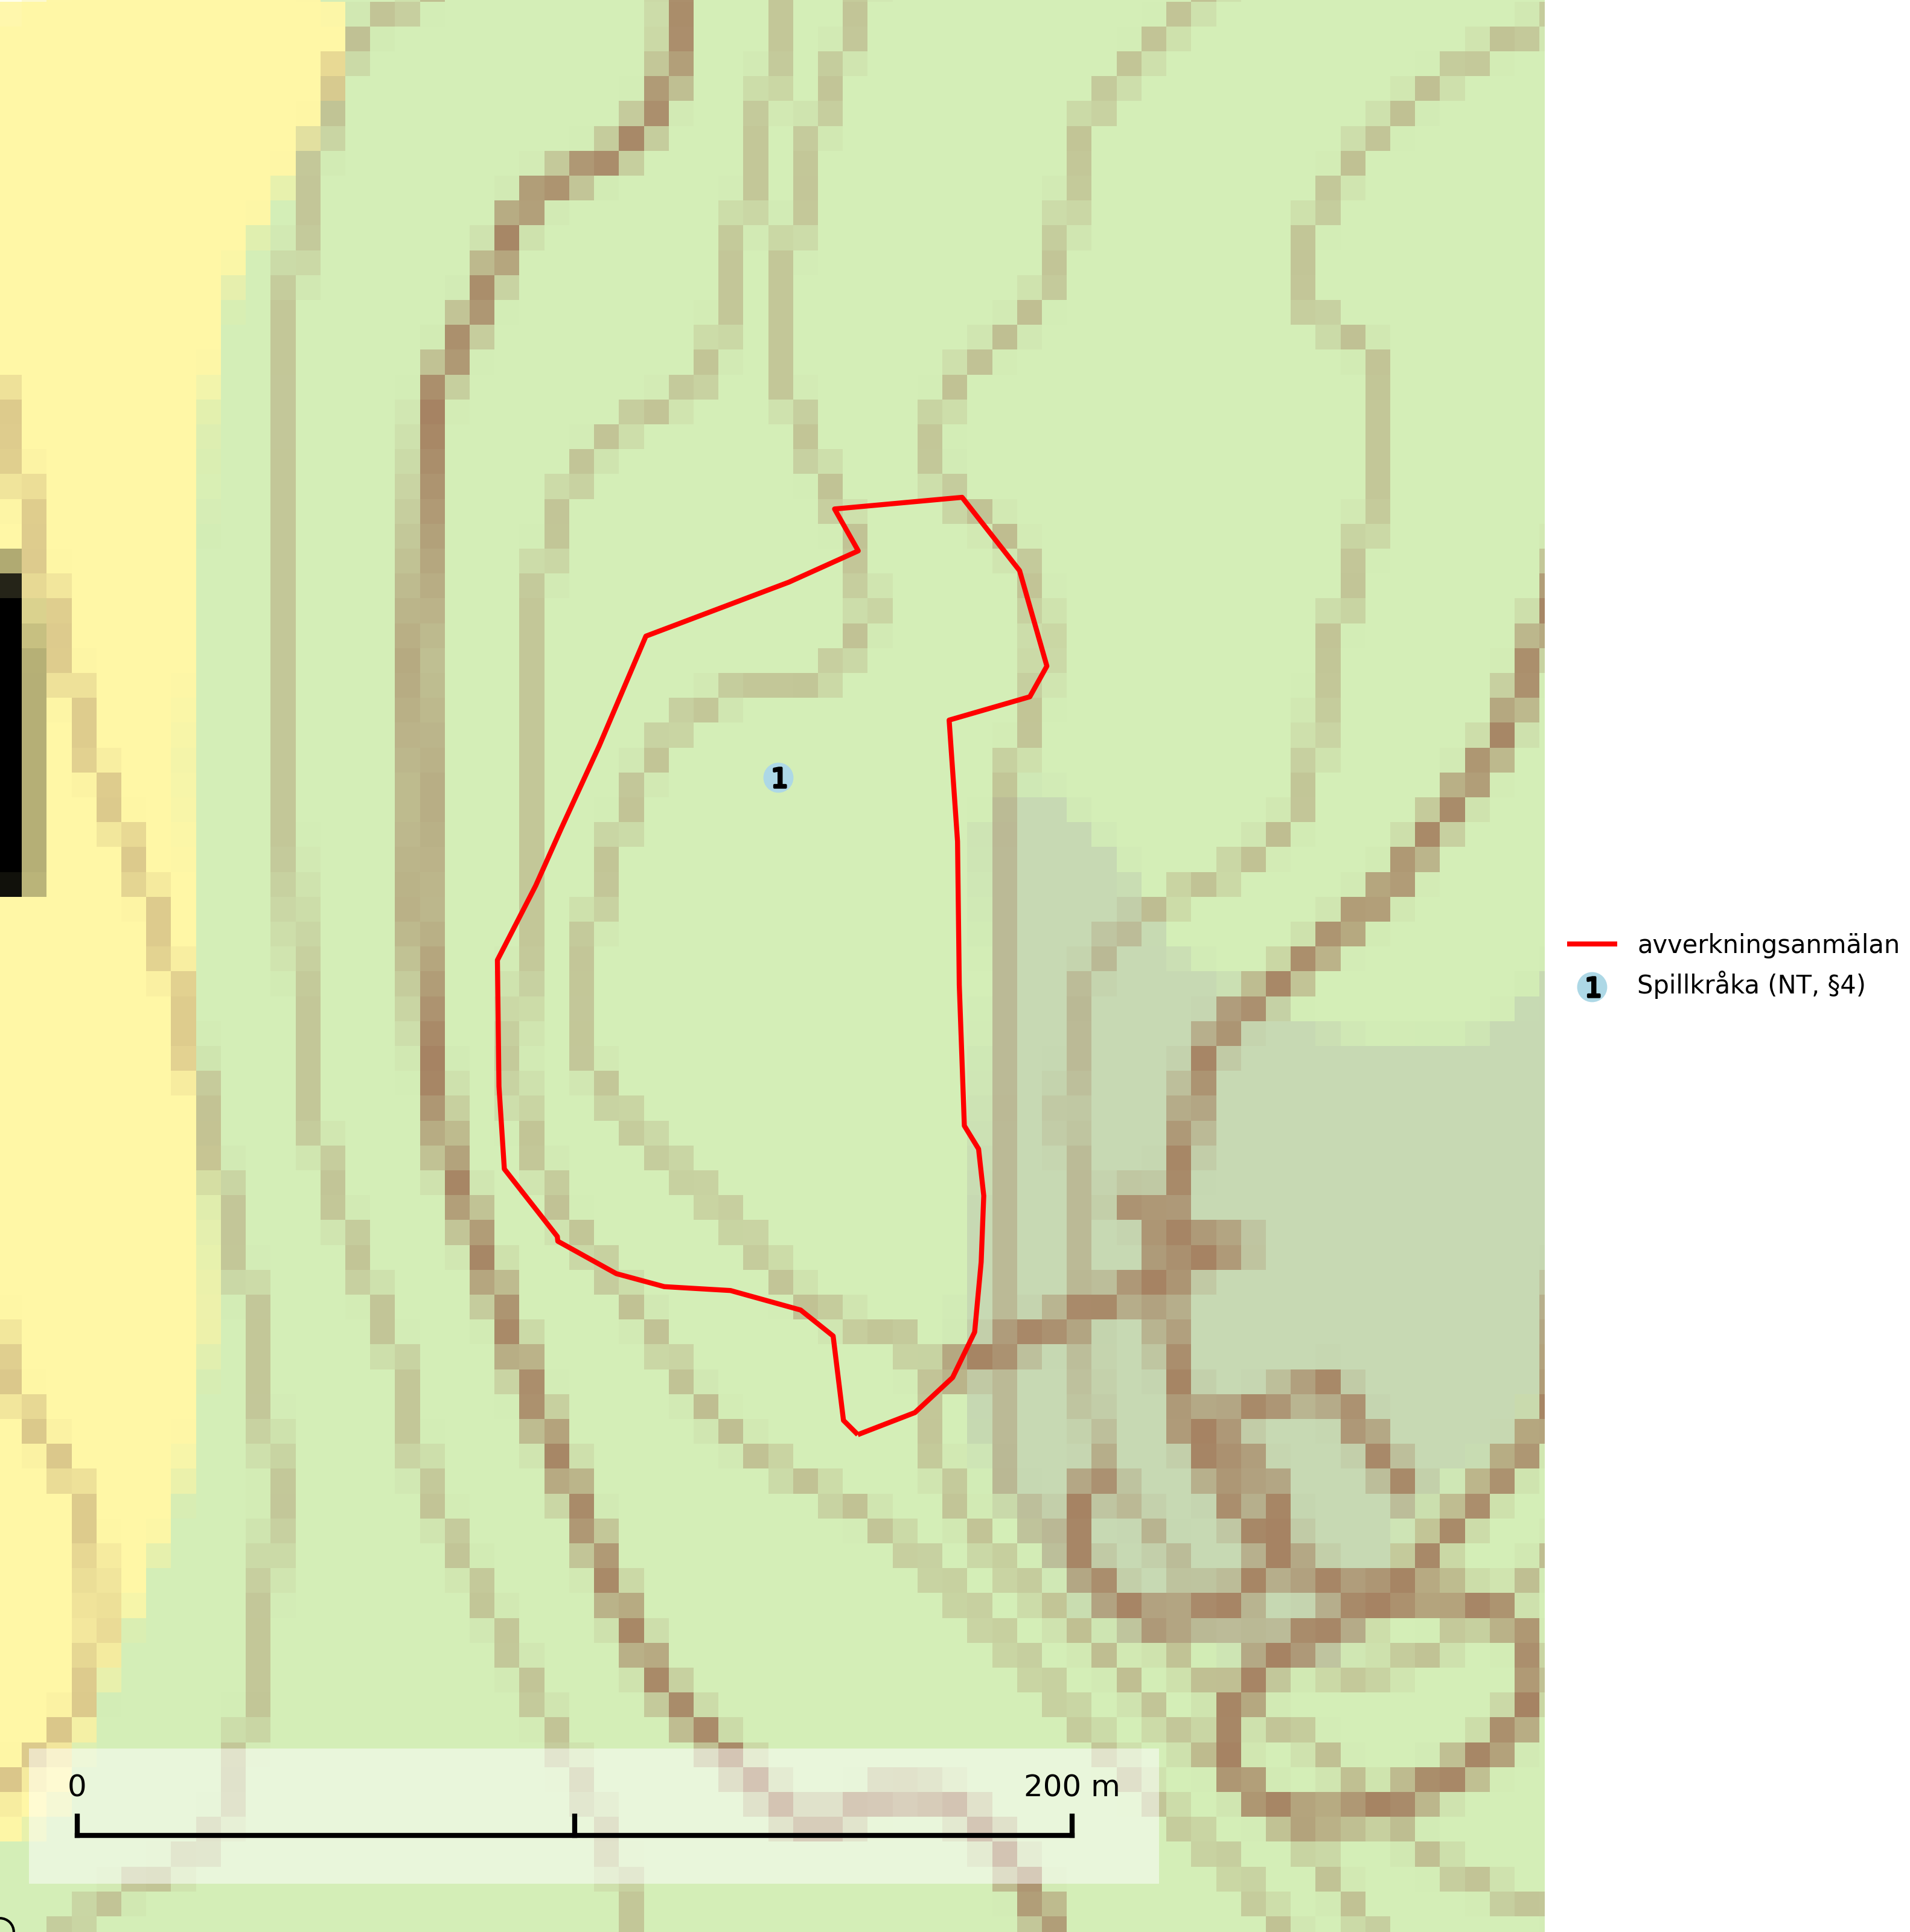 1
avverkningsanmälan
1 Spillkråka (NT, §4)
0 200 m